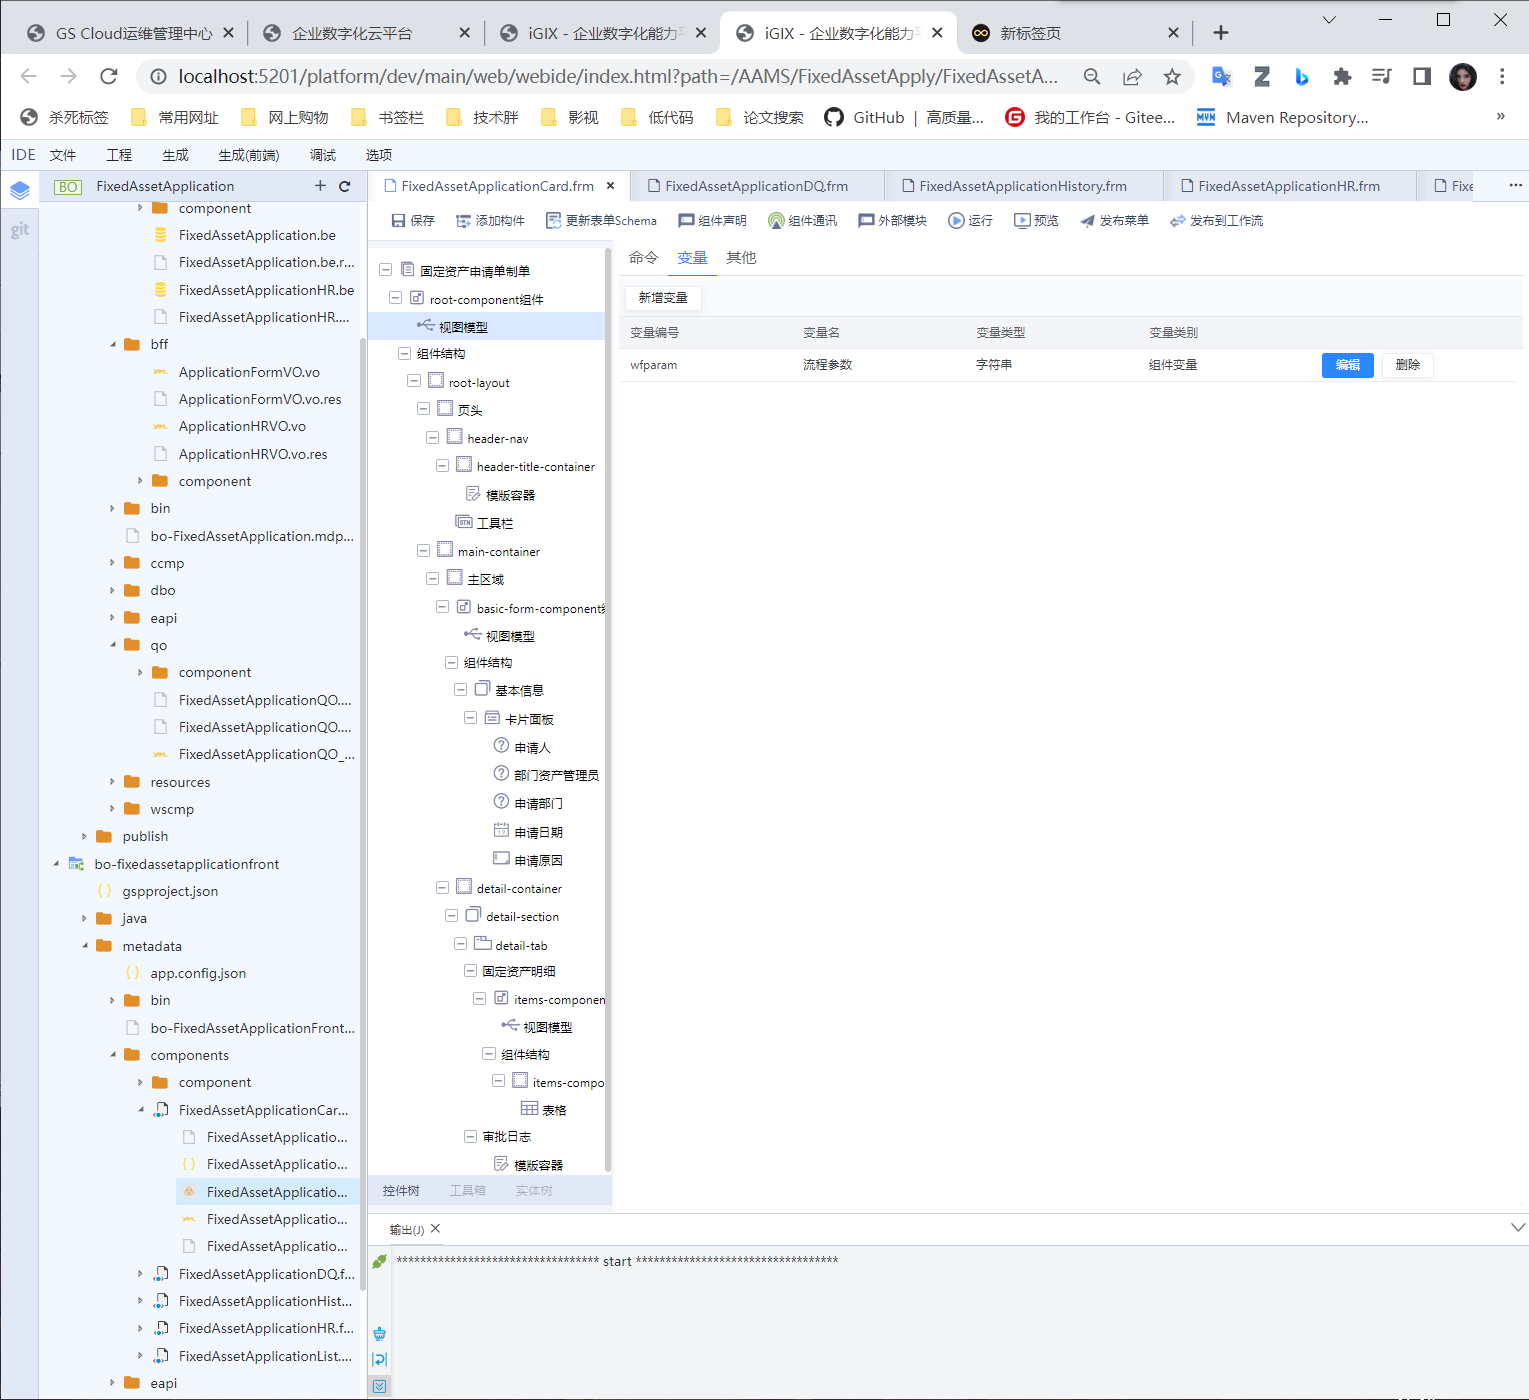 GS Cloud运维管理中心
企业数字化云平台
iGIX - 企业数字化能力
iGIX - 企业数字化能力
新标签页
localhost:5201/platform/dev/main/web/webide/index.html?path=/AAMS/FixedAssetApply/FixedAssetA...
杀死标签 常用网址 网上购物 书签栏 技术胖 影视 低代码 论文搜索 GitHub | 高质量... 我的工作台 - Gitee... Maven Repository...
IDE 文件 工程 生成 生成(前端) 调试 选项
git
BO FixedAssetApplication
component
FixedAssetApplication.be
FixedAssetApplication.be.r...
FixedAssetApplicationHR.be
FixedAssetApplicationHR....
bff
ApplicationFormVO.vo
ApplicationFormVO.vo.res
ApplicationHRVO.vo
ApplicationHRVO.vo.res
component
bin
bo-FixedAssetApplication.mdp...
ccmp
dbo
eapi
qo
component
FixedAssetApplicationQO....
FixedAssetApplicationQO....
FixedAssetApplicationQO_...
resources
wscmp
publish
bo-fixedassetapplicationfront
gspproject.json
java
metadata
app.config.json
bin
bo-FixedAssetApplicationFront...
components
component
FixedAssetApplicationCar...
FixedAssetApplicatio...
FixedAssetApplicatio...
FixedAssetApplicatio...
FixedAssetApplicatio...
FixedAssetApplicatio...
FixedAssetApplicationDQ.f...
FixedAssetApplicationHist...
FixedAssetApplicationHR.f...
FixedAssetApplicationList....
eapi
FixedAssetApplicationCard.frm FixedAssetApplicationDQ.frm FixedAssetApplicationHistory.frm FixedAssetApplicationHR.frm Fixe
保存 添加构件 更新表单Schema 组件声明 组件通讯 外部模块 运行 预览 发布菜单 发布到工作流
固定资产申请单制单
root-component组件
视图模型
组件结构
root-layout
页头
header-nav
header-title-container
模版容器
工具栏
main-container
主区域
basic-form-component
视图模型
组件结构
基本信息
卡片面板
申请人
部门资产管理员
申请部门
申请日期
申请原因
detail-container
detail-section
detail-tab
固定资产明细
items-componen
视图模型
组件结构
items-compo
表格
审批日志
模版容器
控件树 工具箱 实体树
命令 变量 其他
新增变量
变量编号 变量名 变量类型 变量类别
wfparam 流程参数 字符串 组件变量 编辑 删除
输出(J)
********************************** start **********************************